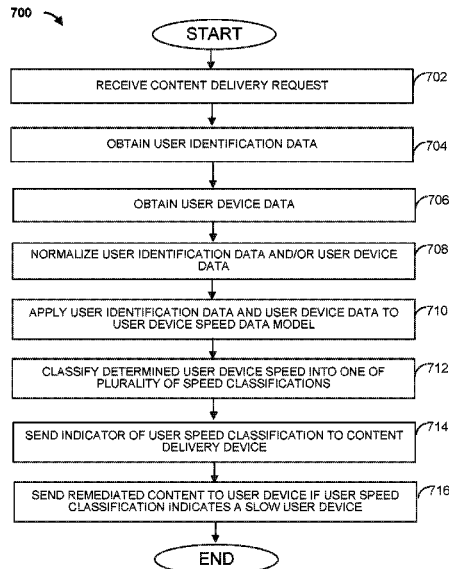 700
START
RECEIVE CONTENT DELIVERY REQUEST
702
OBTAIN USER IDENTIFICATION DATA
704
OBTAIN USER DEVICE DATA
706
NORMALIZE USER IDENTIFICATION DATA AND/OR USER DEVICE
DATA
708
APPLY USER IDENTIFICATION DATA AND USER DEVICE DATA TO
USER DEVICE SPEED DATA MODEL
710
CLASSIFY DETERMINED USER DEVICE SPEED INTO ONE OF
PLURALITY OF SPEED CLASSIFICATIONS
712
SEND INDICATOR OF USER SPEED CLASSIFICATION TO CONTENT
DELIVERY DEVICE
714
SEND REMEDIATED CONTENT TO USER DEVICE IF USER SPEED
CLASSIFICATION INDICATES A SLOW USER DEVICE
716
END